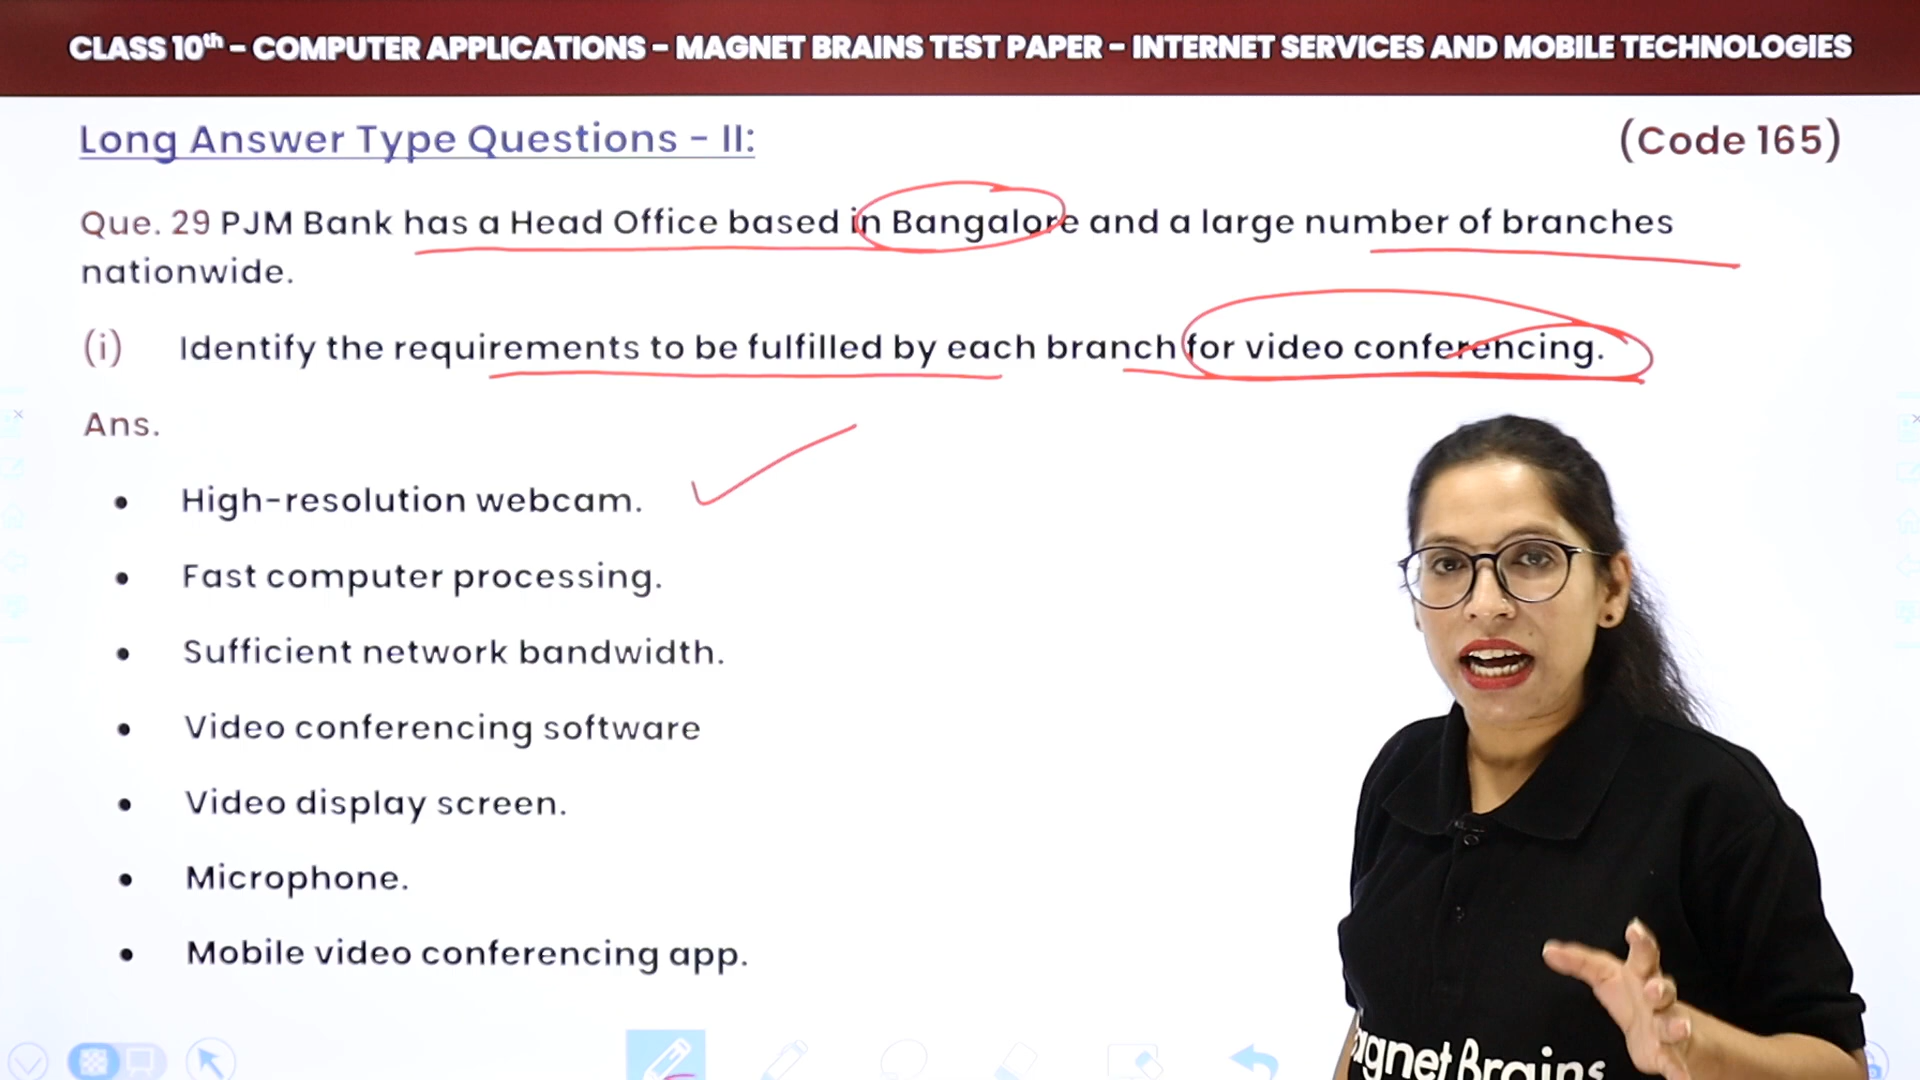 CLASS 10th – COMPUTER APPLICATIONS – MAGNET BRAINS TEST PAPER – INTERNET SERVICES AND MOBILE TECHNOLOGIES
Long Answer Type Questions – II:
(Code 165)
Que. 29 PJM Bank has a Head Office based in Bangalore and a large number of branches
nationwide.
(i) Identify the requirements to be fulfilled by each branch for video conferencing.
Ans.
• High-resolution webcam.
• Fast computer processing.
• Sufficient network bandwidth.
• Video conferencing software
• Video display screen.
• Microphone.
• Mobile video conferencing app.
agnet Brains